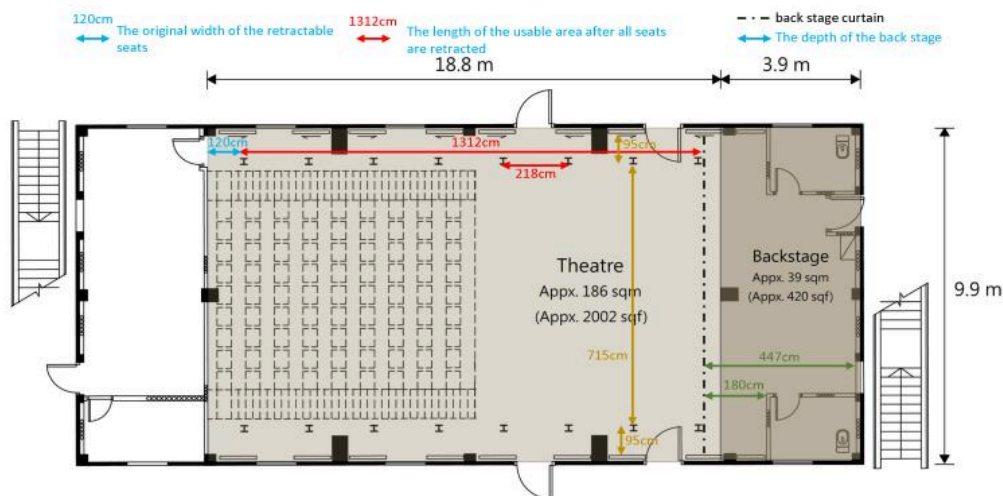 120cm
The original width of the retractable
seats
1312cm
The length of the usable area after all seats
are retracted
back stage curtain
The depth of the back stage
18.8 m
3.9 m
120cm
1312cm
95cm
218cm
Theatre
Appx. 186 sqm
(Appx. 2002 sqf)
Backstage
Appx. 39 sqm
(Appx. 420 sqf)
9.9 m
715cm
447cm
180cm
95cm